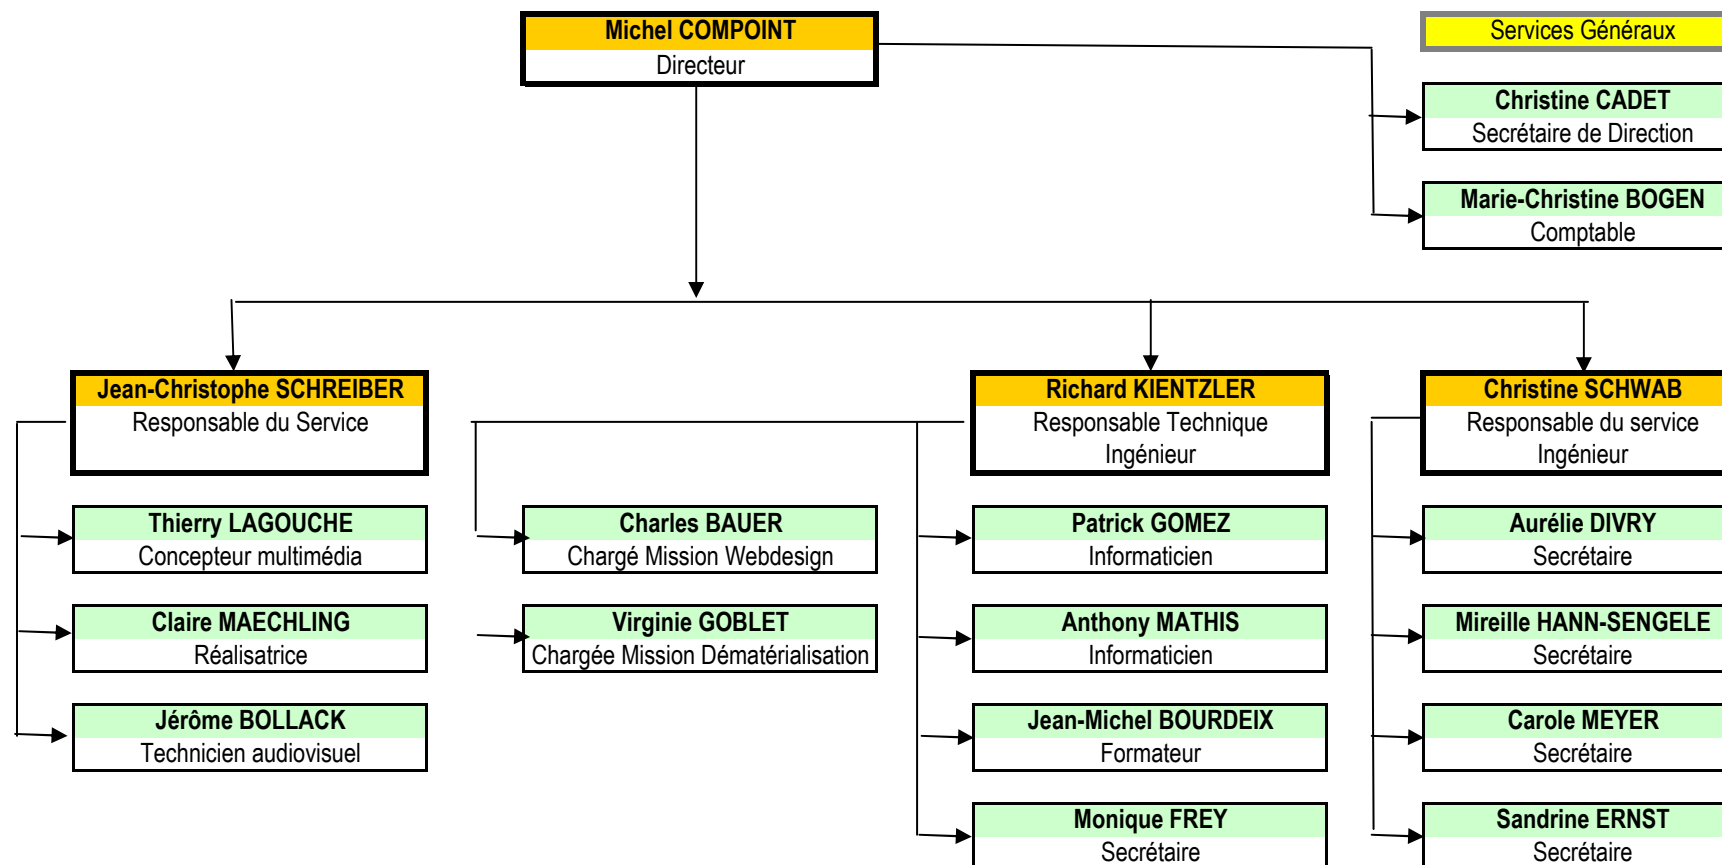 Michel COMPOINT
Directeur
Services Généraux
Christine CADET
Secrétaire de Direction
Marie-Christine BOGEN
Comptable
Jean-Christophe SCHREIBER
Responsable du Service
Richard KIENTZLER
Responsable Technique
Ingénieur
Christine SCHWAB
Responsable du service
Ingénieur
Thierry LAGOUCHE
Concepteur multimédia
Charles BAUER
Chargé Mission Webdesign
Patrick GOMEZ
Informaticien
Aurélie DIVRY
Secrétaire
Claire MAECHLING
Réalisatrice
Virginie GOBLET
Chargée Mission Dématérialisation
Anthony MATHIS
Informaticien
Mireille HANN-SENGELE
Secrétaire
Jérôme BOLLACK
Technicien audiovisuel
Jean-Michel BOURDEIX
Formateur
Carole MEYER
Secrétaire
Monique FREY
Secrétaire
Sandrine ERNST
Secrétaire